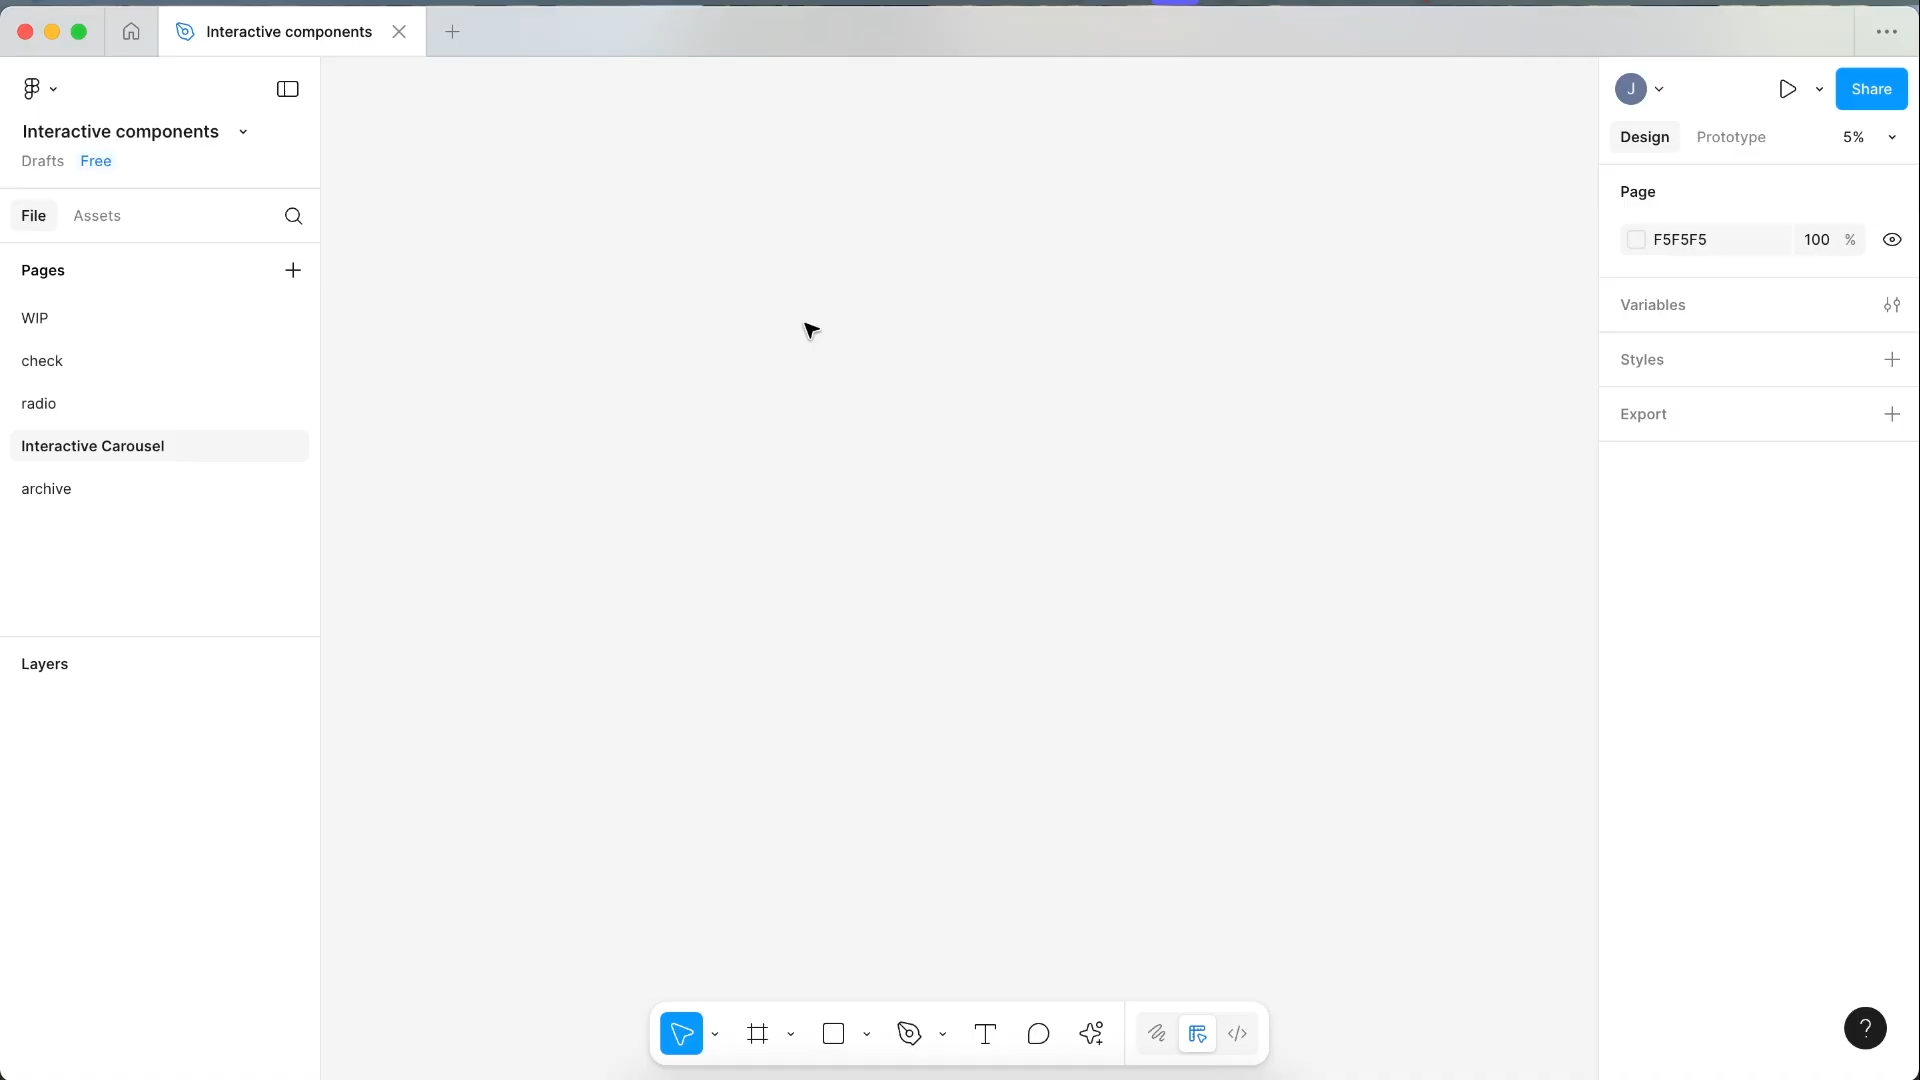 Interactive components
Interactive components
Drafts Free
File Assets
Pages
WIP
check
radio
Interactive Carousel
archive
Layers
J
Share
Design Prototype 5%
Page
F5F5F5 100 %
Variables
Styles
Export
?